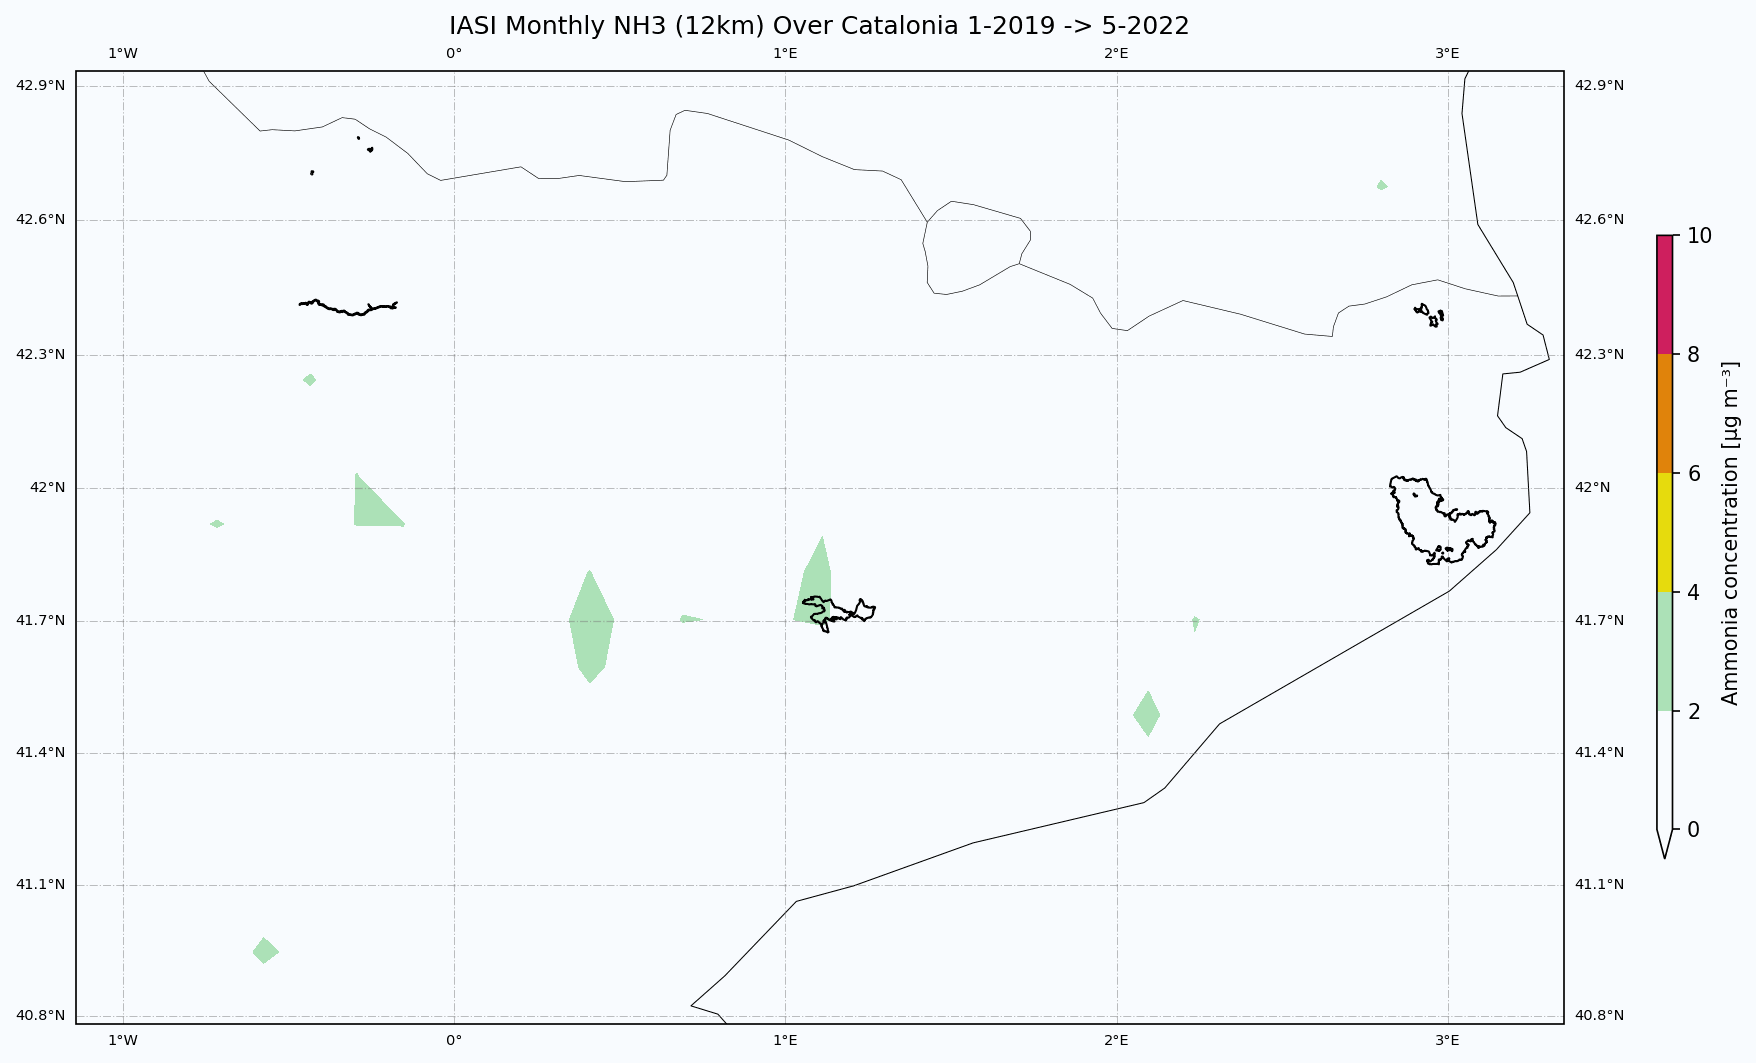 IASI Monthly NH3 (12km) Over Catalonia 1-2019 -> 5-2022
1°W 0° 1°E 2°E 3°E
42.9°N 42.9°N
42.6°N 42.6°N
42.3°N 42.3°N
42°N 42°N
41.7°N 41.7°N
41.4°N 41.4°N
41.1°N 41.1°N
40.8°N 40.8°N
1°W 0° 1°E 2°E 3°E
10
8
6
4
2
0
Ammonia concentration [µg m⁻³]